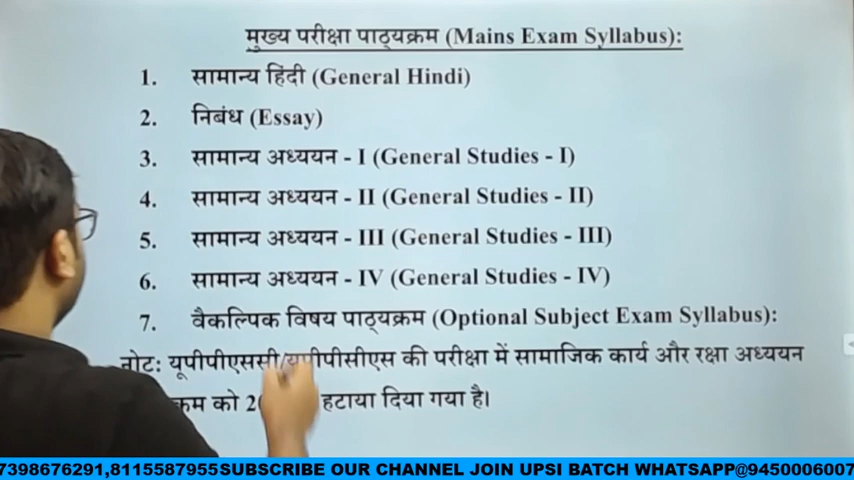 मुख्य परीक्षा पाठ्यक्रम (Mains Exam Syllabus):
1. सामान्य हिंदी (General Hindi)
2. निबंध (Essay)
3. सामान्य अध्ययन - I (General Studies - I)
4. सामान्य अध्ययन - II (General Studies - II)
5. सामान्य अध्ययन - III (General Studies - III)
6. सामान्य अध्ययन - IV (General Studies - IV)
7. वैकल्पिक विषय पाठ्यक्रम (Optional Subject Exam Syllabus):
नोट: यूपीपीएससी/यूपीपीसीएस की परीक्षा में सामाजिक कार्य और रक्षा अध्ययन
को हटाया दिया गया है।
7398676291,8115587955SUBSCRIBE OUR CHANNEL JOIN UPSI BATCH WHATSAPP@9450006007